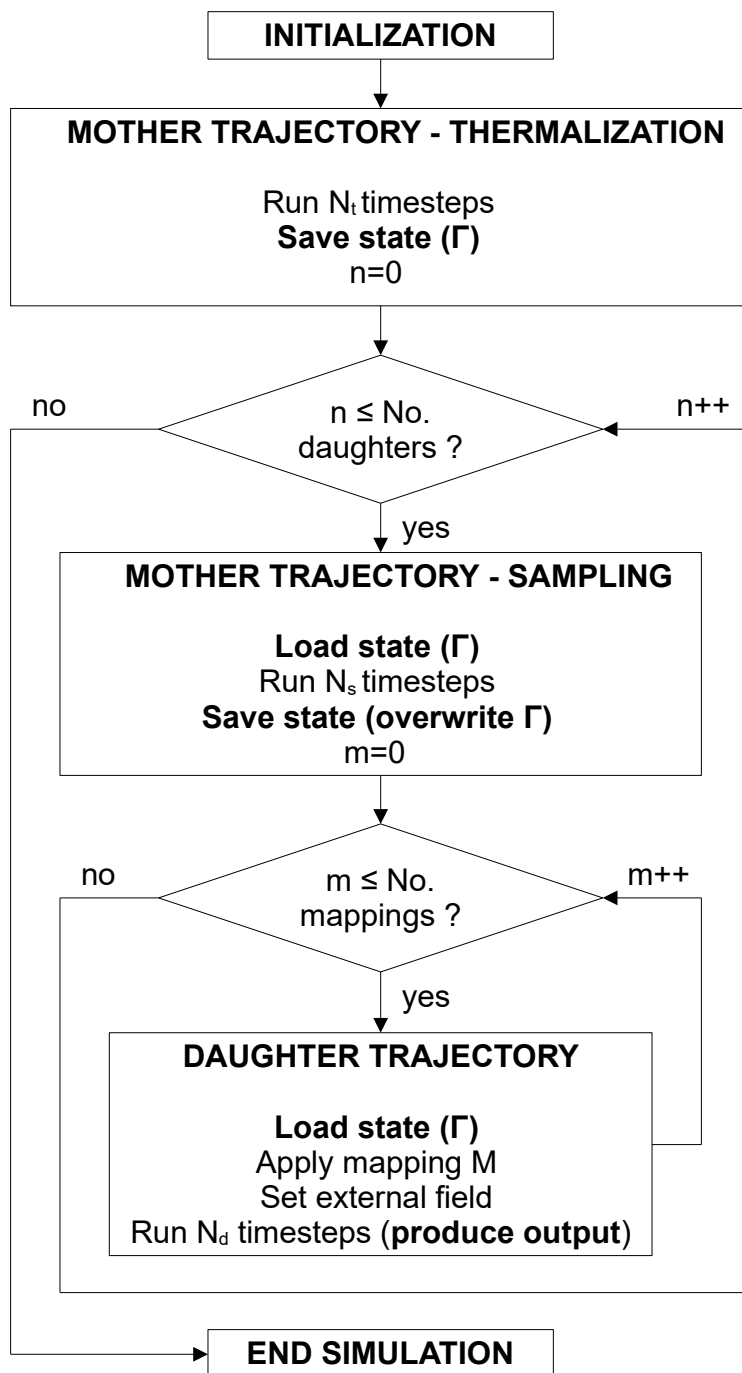 INITIALIZATION
MOTHER TRAJECTORY - THERMALIZATION
Run Nₜ timesteps
Save state (Γ)
n=0
no
n ≤ No.
daughters ?
n++
yes
MOTHER TRAJECTORY - SAMPLING
Load state (Γ)
Run Nₛ timesteps
Save state (overwrite Γ)
m=0
no
m ≤ No.
mappings ?
m++
yes
DAUGHTER TRAJECTORY
Load state (Γ)
Apply mapping M
Set external field
Run N_d timesteps (produce output)
END SIMULATION